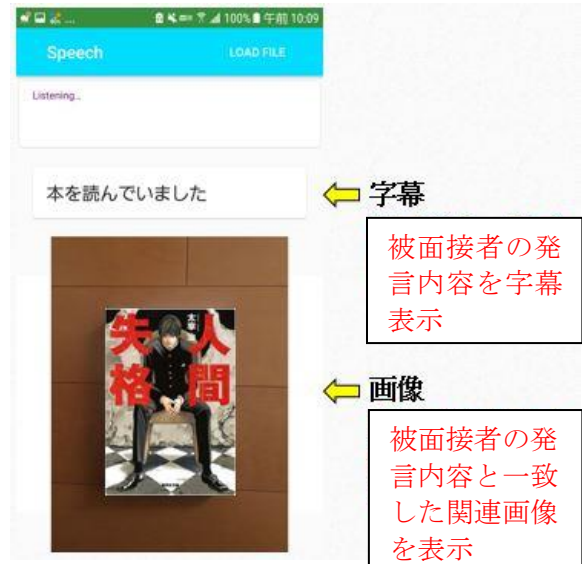 100% 午前 10:09
Speech LOAD FILE
Listening...
本を読んでいました
字幕
被面接者の発
言内容を字幕
表示
人間
失格
太宰
画像
被面接者の発
言内容と一致
した関連画像
を表示